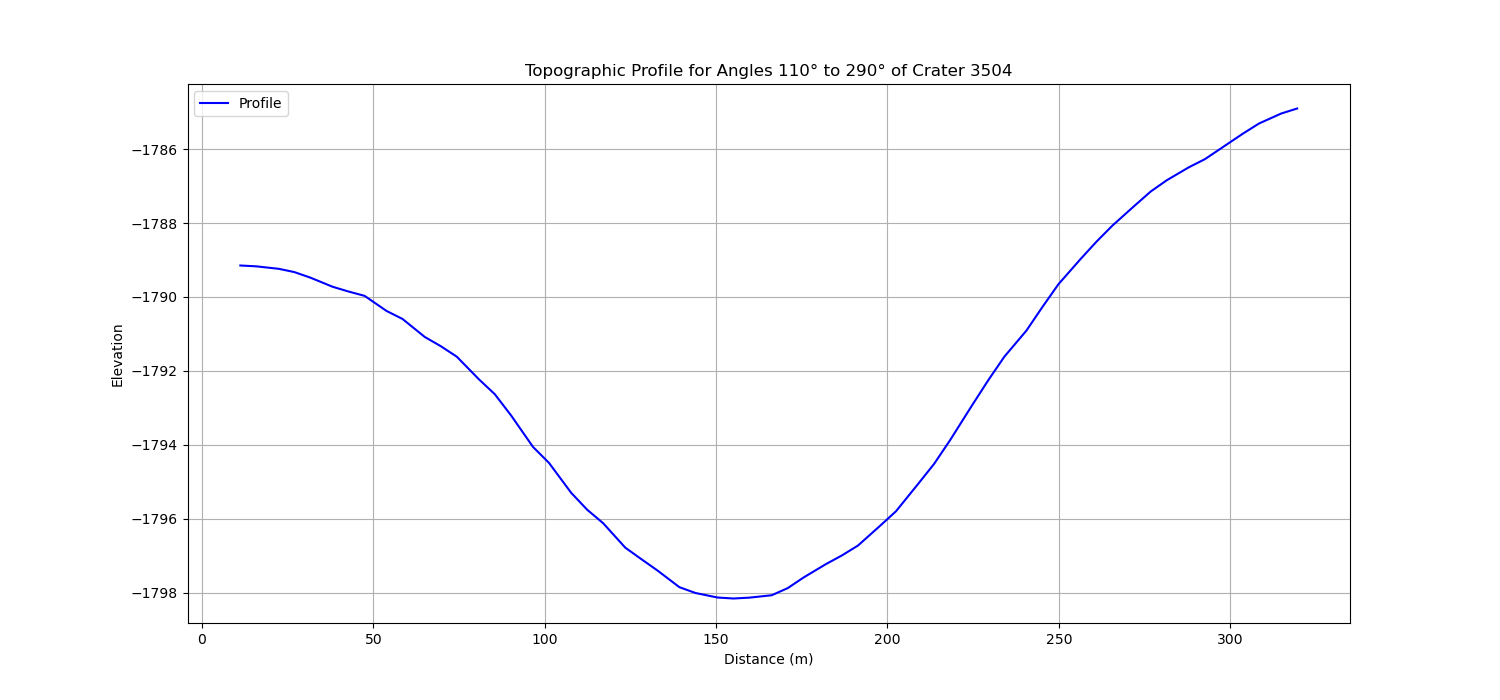 Topographic Profile for Angles 110° to 290° of Crater 3504
Profile
−1786
−1788
−1790
−1792
−1794
−1796
−1798
Elevation
0 50 100 150 200 250 300
Distance (m)